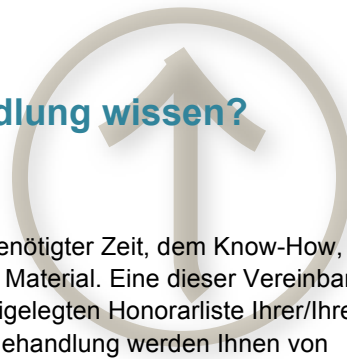 dlung wissen?
enötigter Zeit, dem Know-How,
Material. Eine dieser Vereinbar
igelegten Honorarliste Ihrer/Ihre
ehandlung werden Ihnen von